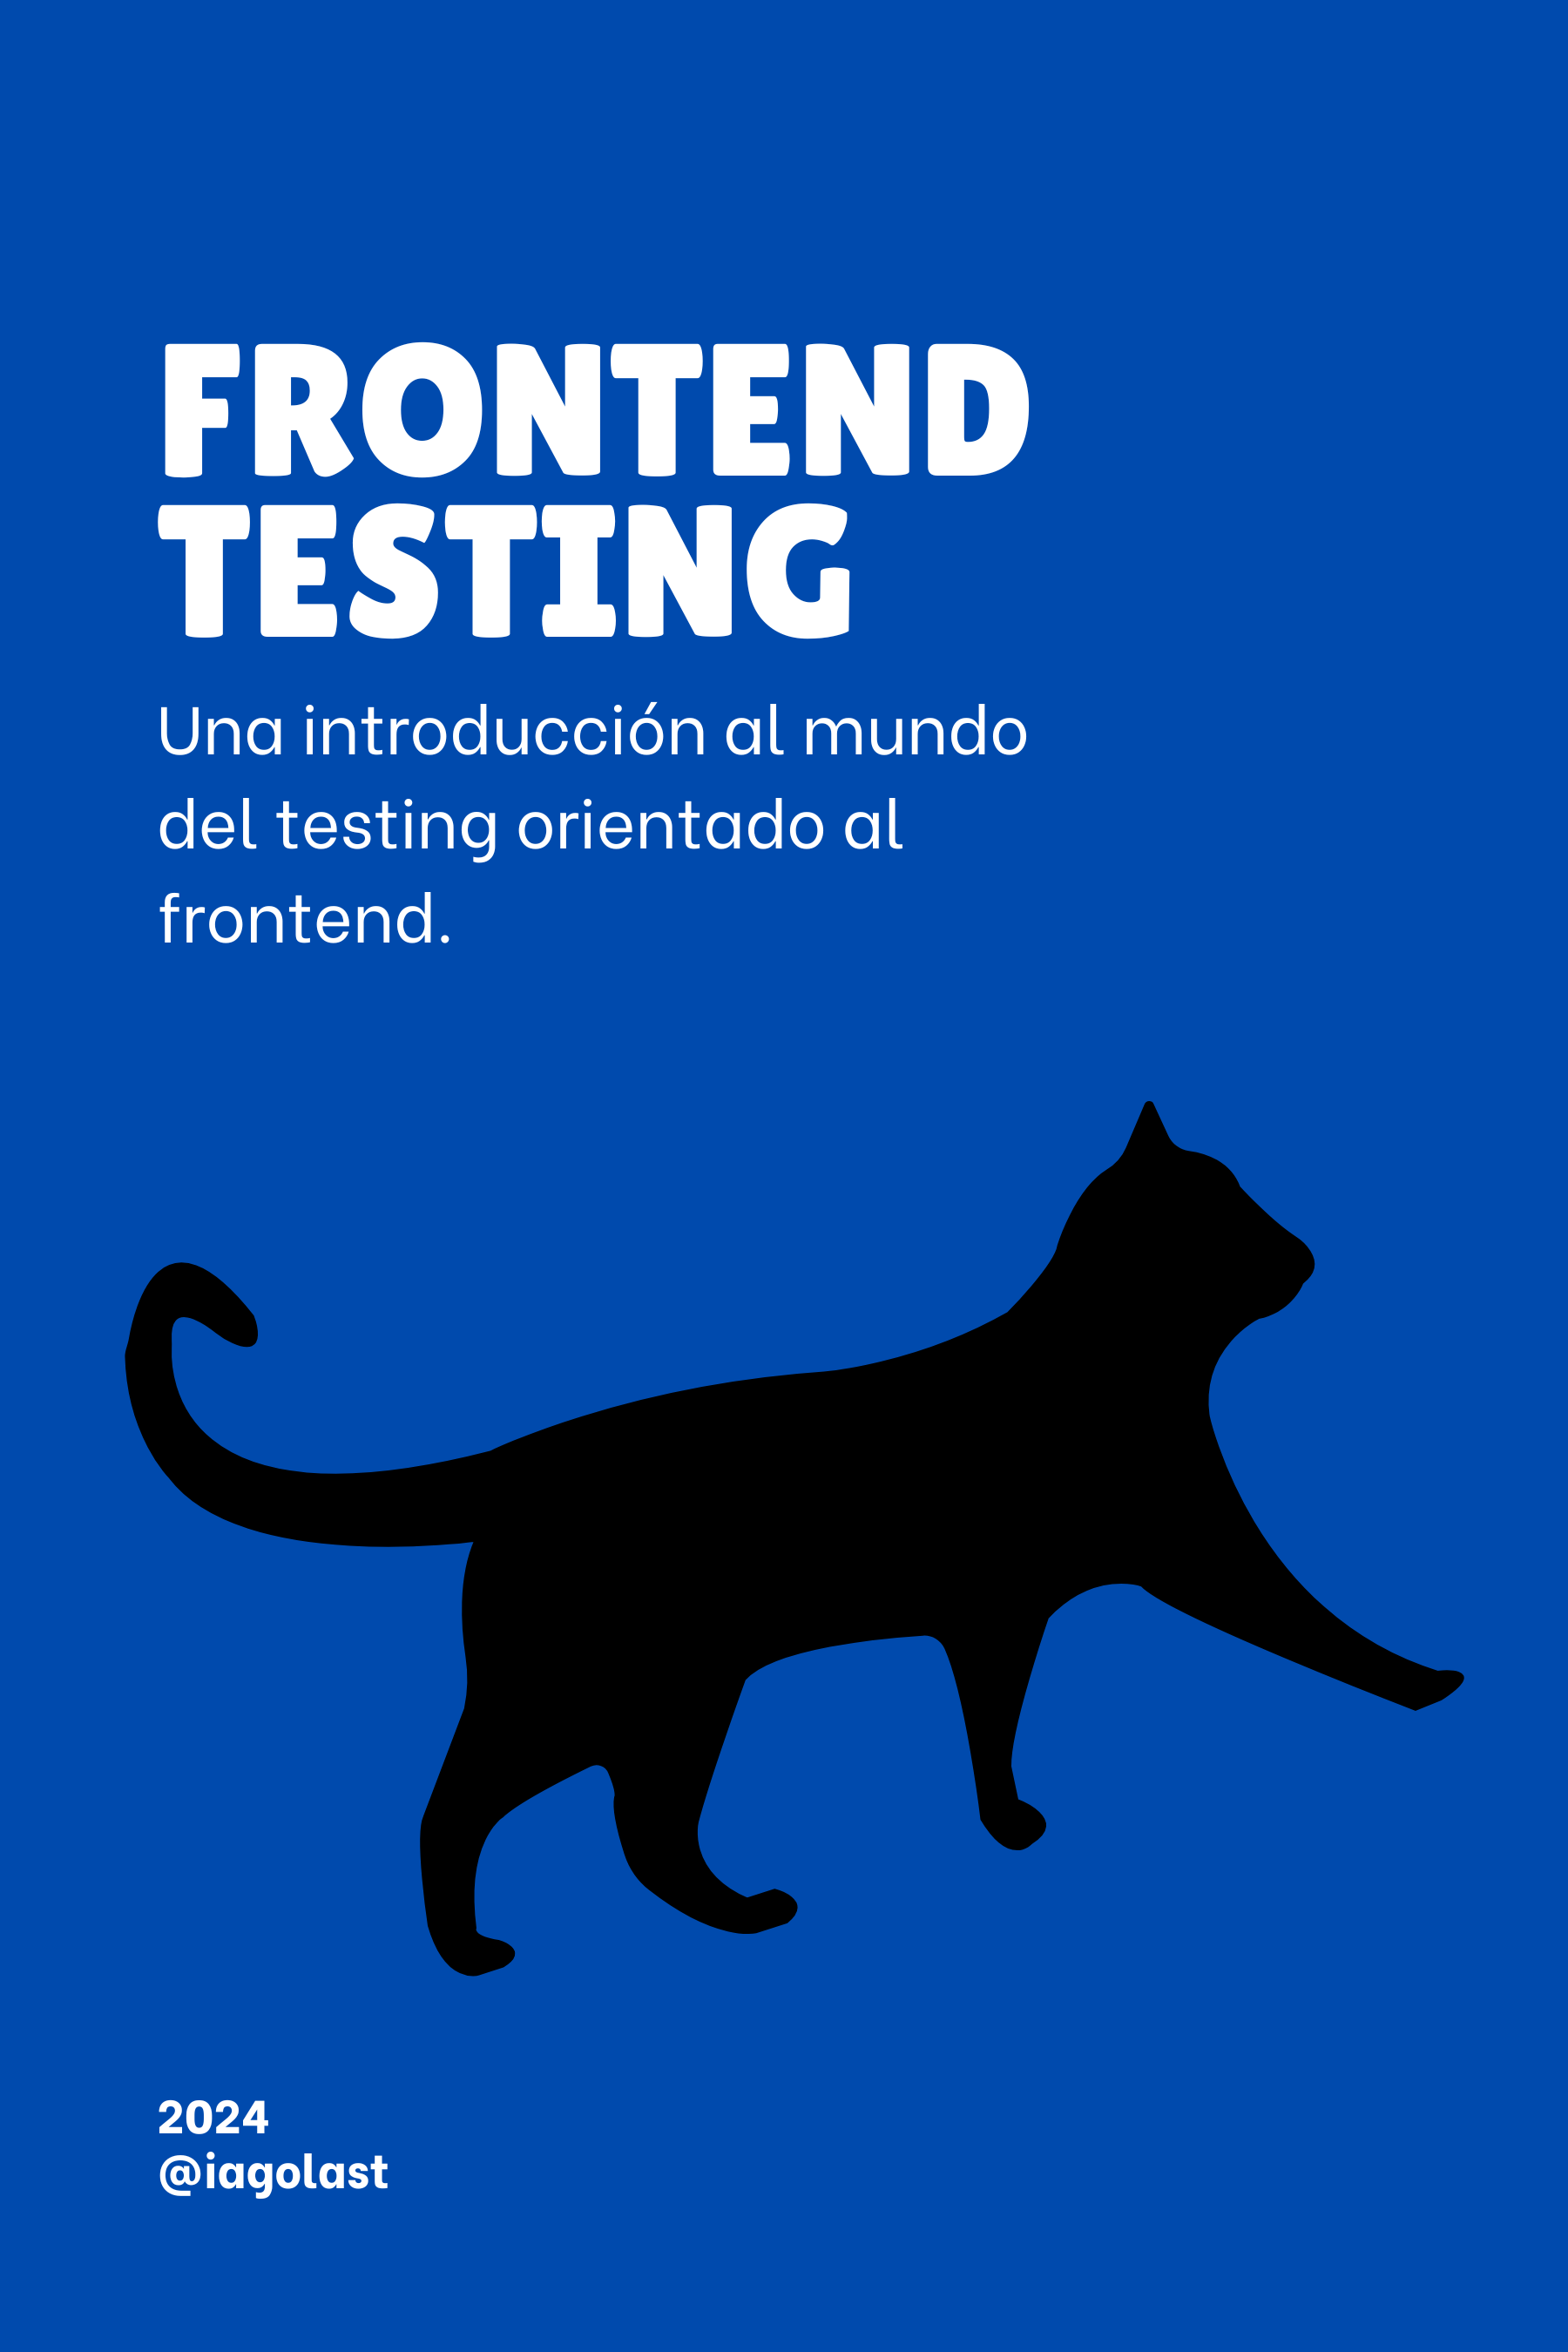 FRONTEND
TESTING
Una introducción al mundo
del testing orientado al
frontend.
2024
@iagolast